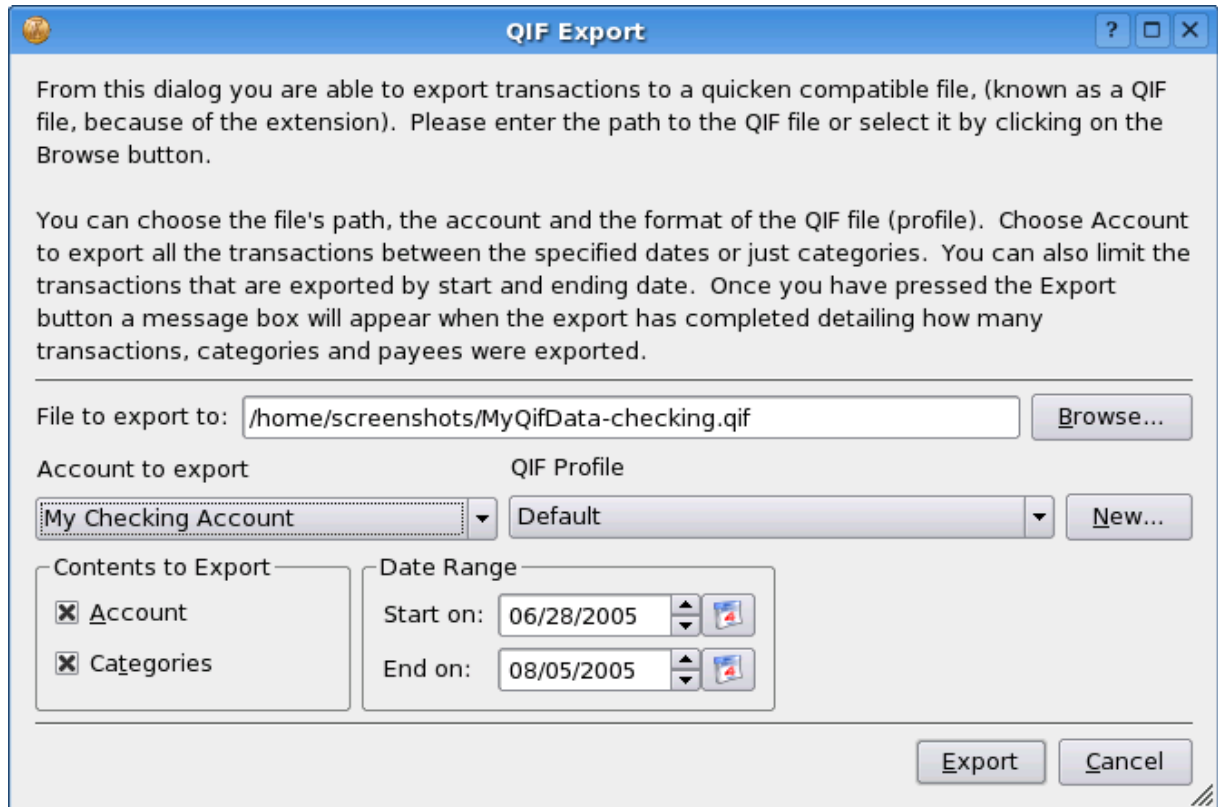 QIF Export
From this dialog you are able to export transactions to a quicken compatible file, (known as a QIF
file, because of the extension).  Please enter the path to the QIF file or select it by clicking on the
Browse button.
You can choose the file's path, the account and the format of the QIF file (profile).  Choose Account
to export all the transactions between the specified dates or just categories.  You can also limit the
transactions that are exported by start and ending date.  Once you have pressed the Export
button a message box will appear when the export has completed detailing how many
transactions, categories and payees were exported.
File to export to: /home/screenshots/MyQifData-checking.qif Browse...
Account to export QIF Profile
My Checking Account Default New...
Contents to Export Date Range
Account Start on: 06/28/2005
Categories End on: 08/05/2005
Export Cancel